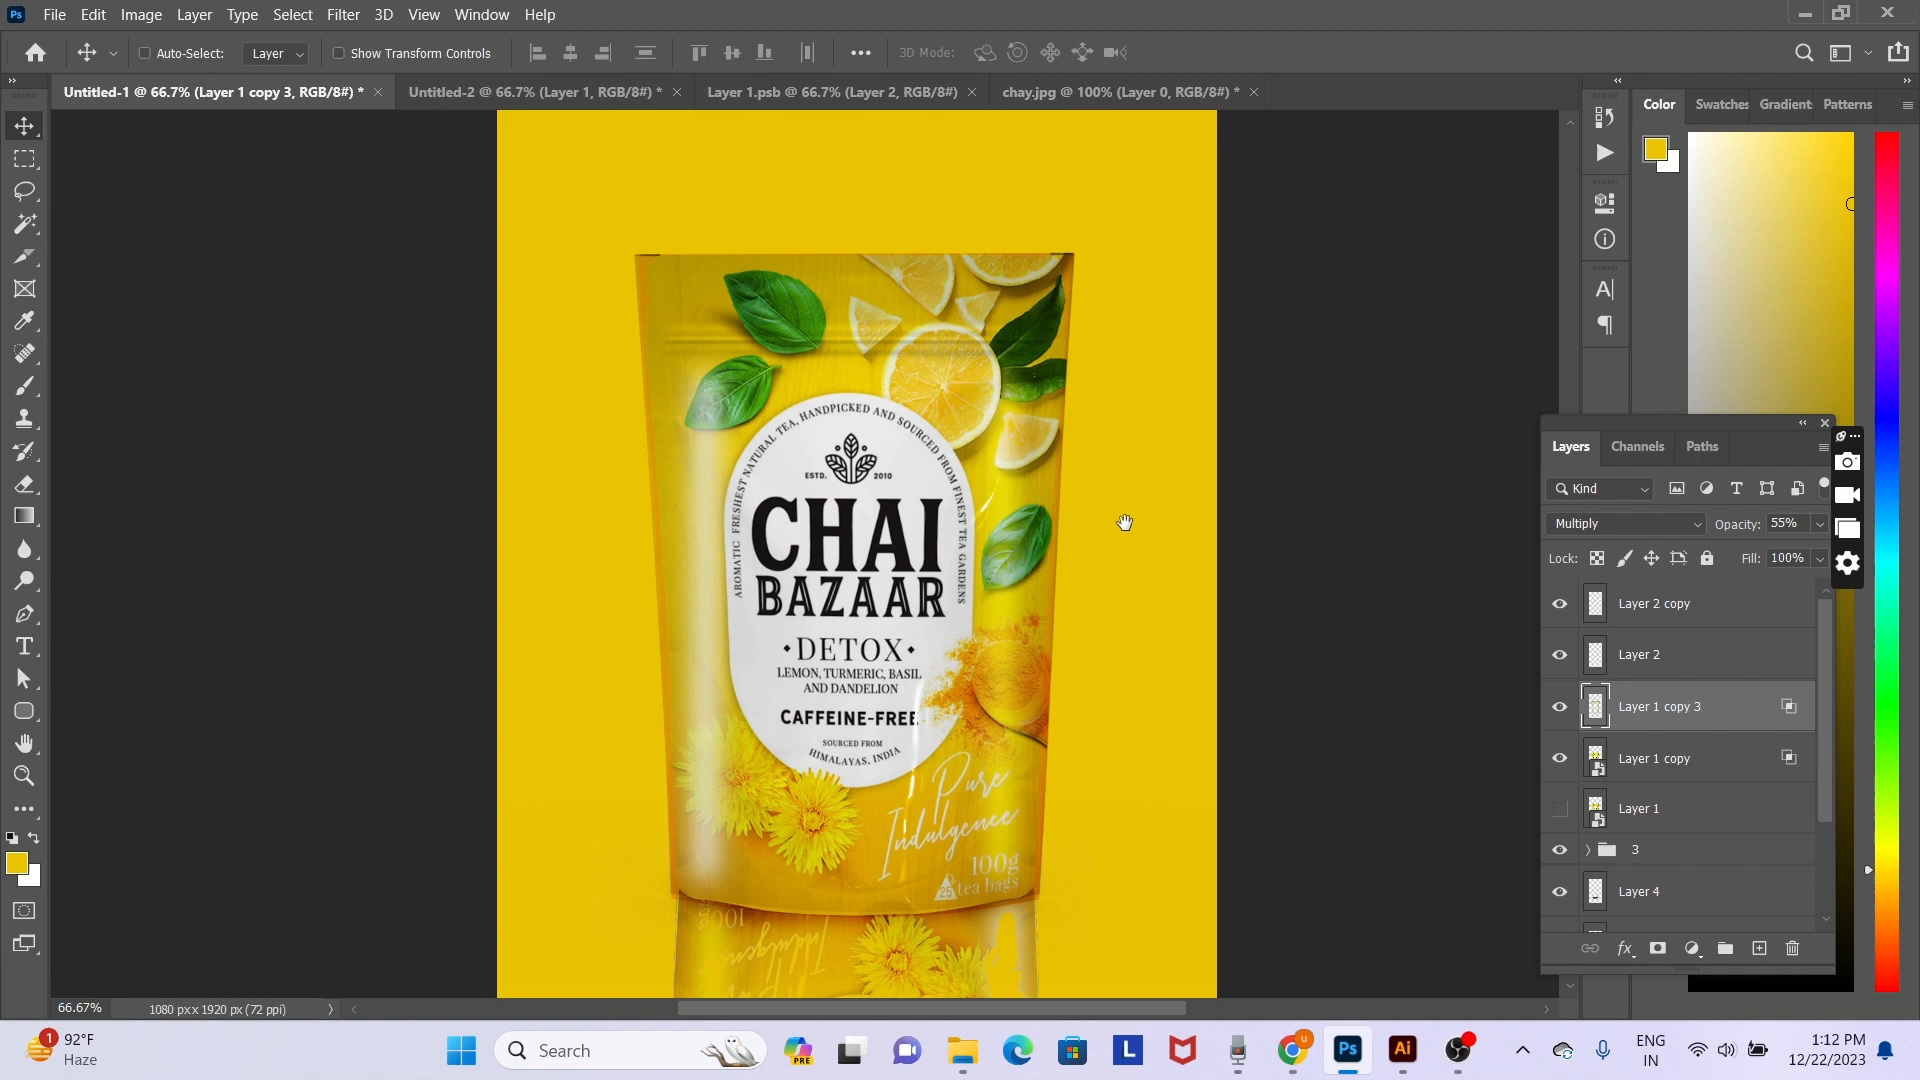 Ps File Edit Image Layer Type Select Filter 3D View Window Help
Auto-Select: Layer Show Transform Controls 3D Mode:
Untitled-1 @ 66.7% (Layer 1 copy 3, RGB/8#) * Untitled-2 @ 66.7% (Layer 1, RGB/8#) * Layer 1.psb @ 66.7% (Layer 2, RGB/8#) chay.jpg @ 100% (Layer 0, RGB/8#) *
Color Swatches Gradient Patterns
AROMATIC FRESHEST NATURAL TEA, HANDPICKED AND SOURCED FROM FINEST TEA GARDENS
ESTD. 2010
CHAI
BAZAAR
DETOX
LEMON, TURMERIC, BASIL
AND DANDELION
CAFFEINE-FREE
SOURCED FROM
HIMALAYAS, INDIA
Pure
Indulgence
100g
25 tea bags
100g
Indulgence
Layers Channels Paths
Kind
Multiply Opacity: 55%
Lock: Fill: 100%
Layer 2 copy
Layer 2
Layer 1 copy 3
Layer 1 copy
Layer 1
3
Layer 4
fx
66.67% 1080 px x 1920 px (72 ppi)
1 92°F
Haze
Search
PRE
L
u
Ps
Ai
ENG
IN
1:12 PM
12/22/2023